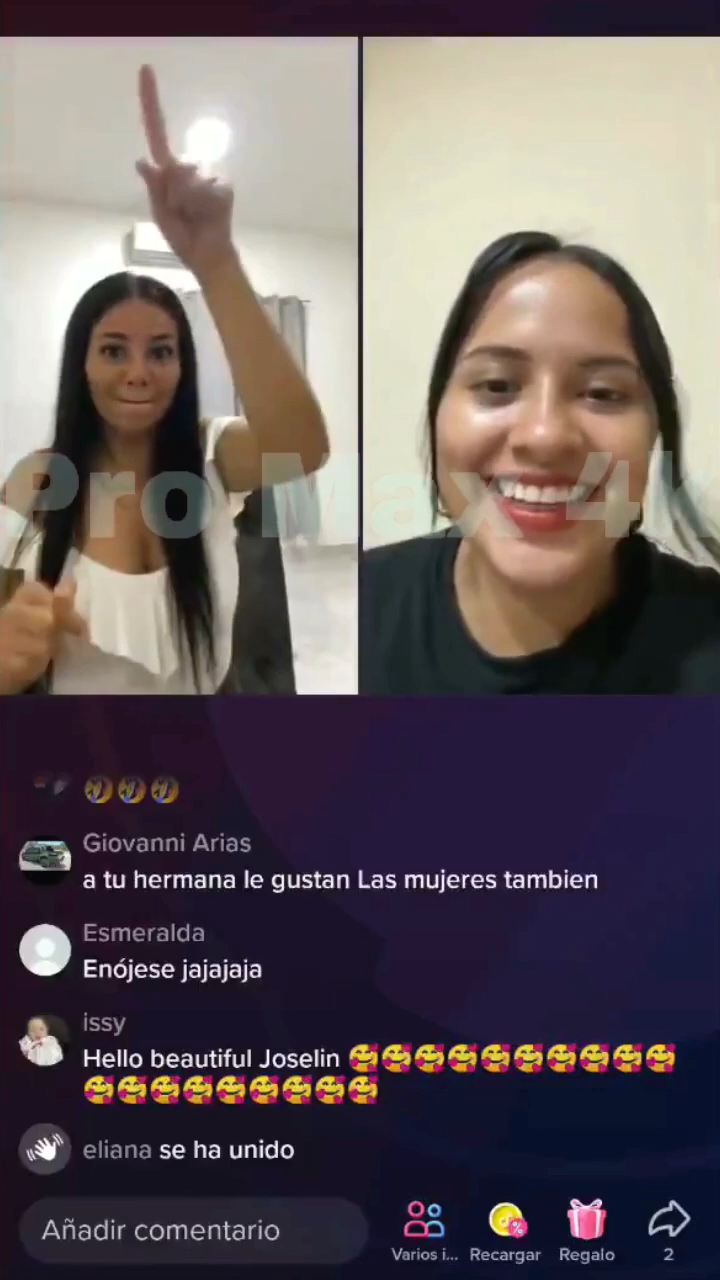 Pro Max 4k
Giovanni Arias
a tu hermana le gustan Las mujeres tambien
Esmeralda
Enójese jajajaja
issy
Hello beautiful Joselin 🥰🥰🥰🥰🥰🥰🥰🥰🥰🥰
🥰🥰🥰🥰🥰🥰🥰🥰🥰
eliana se ha unido
Añadir comentario
Varios i...
Recargar
Regalo
2